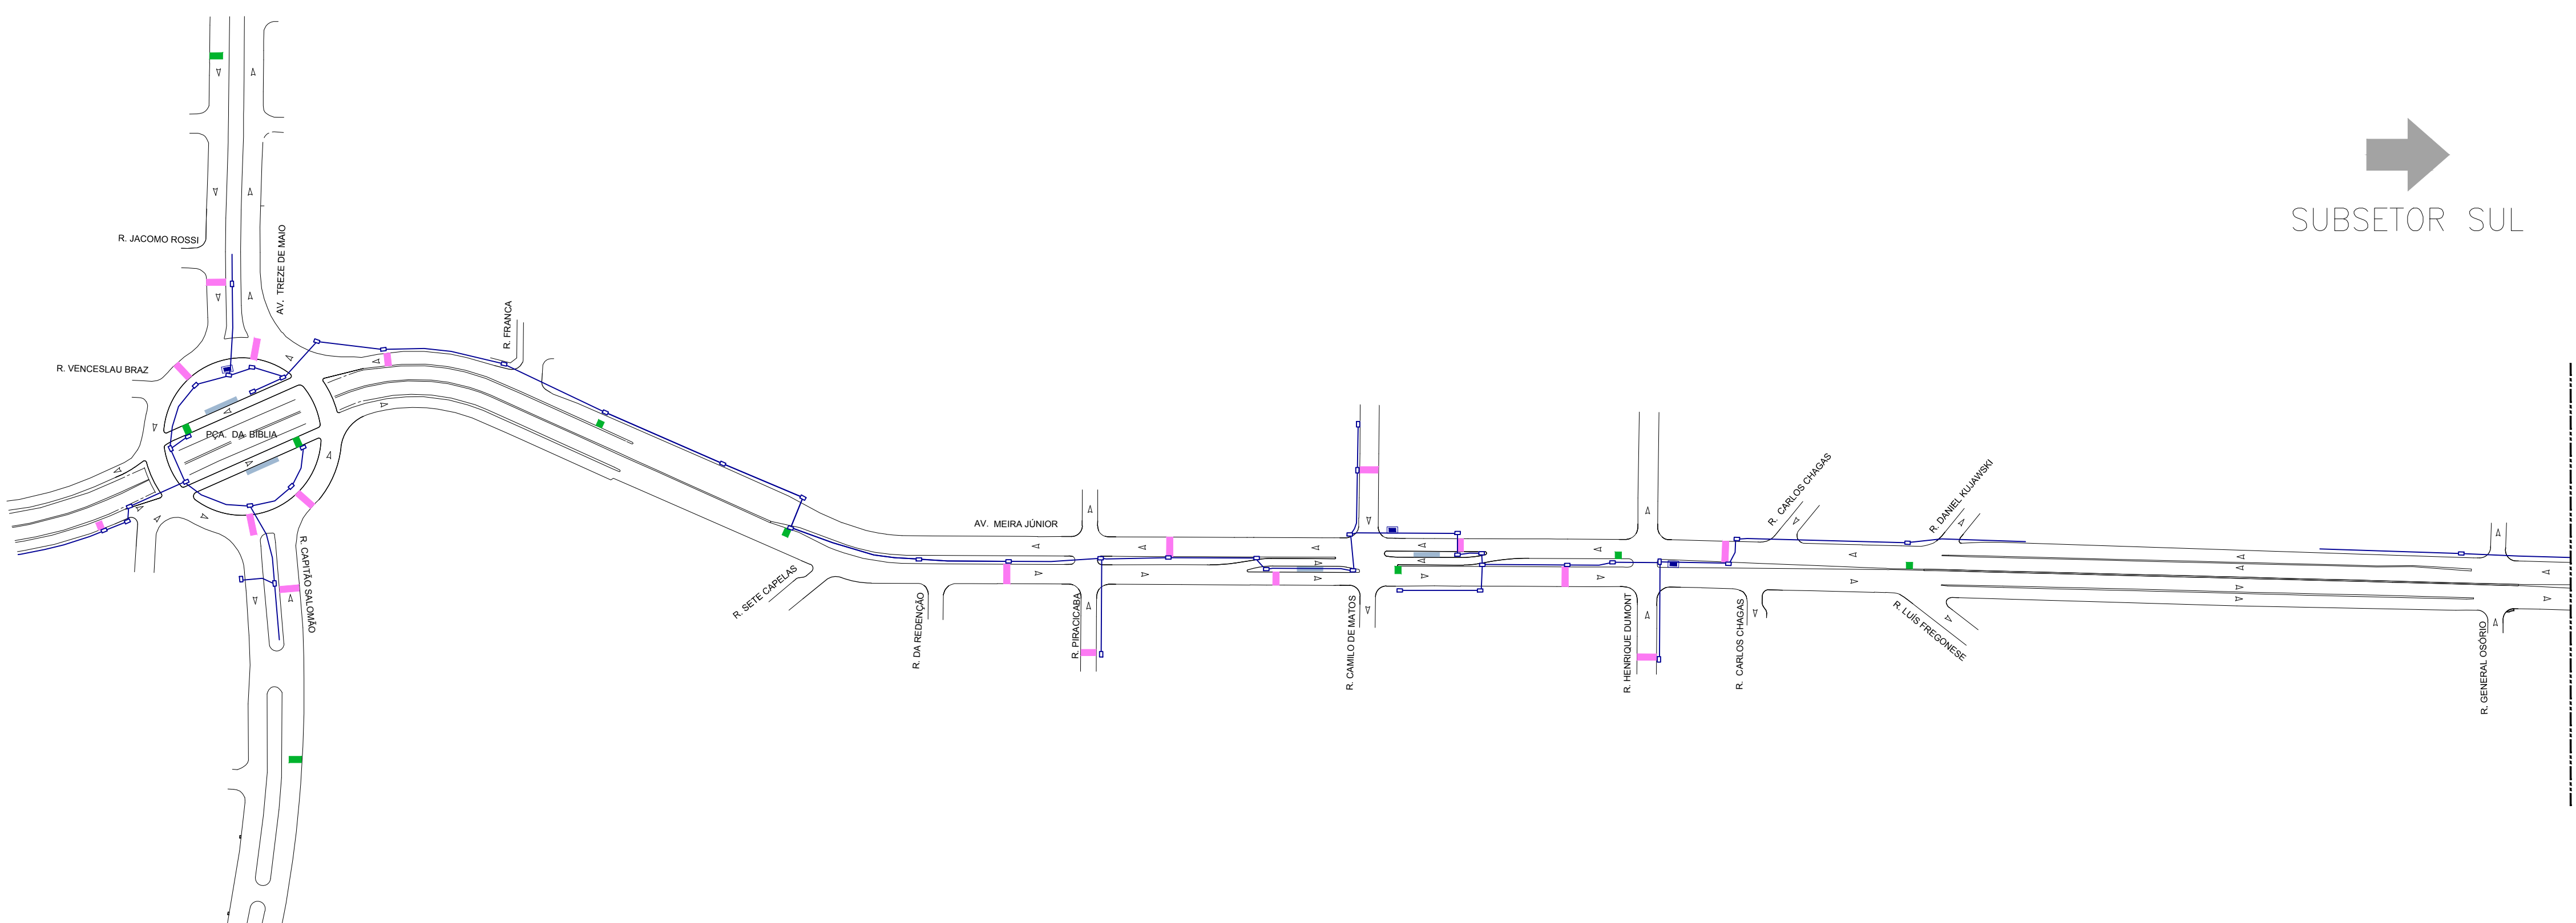 SUBSETOR SUL
R. JACOMO ROSSI
AV. TREZE DE MAIO
R. FRANCA
R. VENCESLAU BRAZ
PÇA. DA BÍBLIA
R. CAPITÃO SALOMÃO
R. SETE CAPELAS
AV. MEIRA JÚNIOR
R. DA REDENÇÃO
R. PIRACICABA
R. CAMILO DE MATOS
R. HENRIQUE DUMONT
R. CARLOS CHAGAS
R. CARLOS CHAGAS
R. DANIEL KUJAWSKI
R. LUÍS FREGONESE
R. GENERAL OSÓRIO